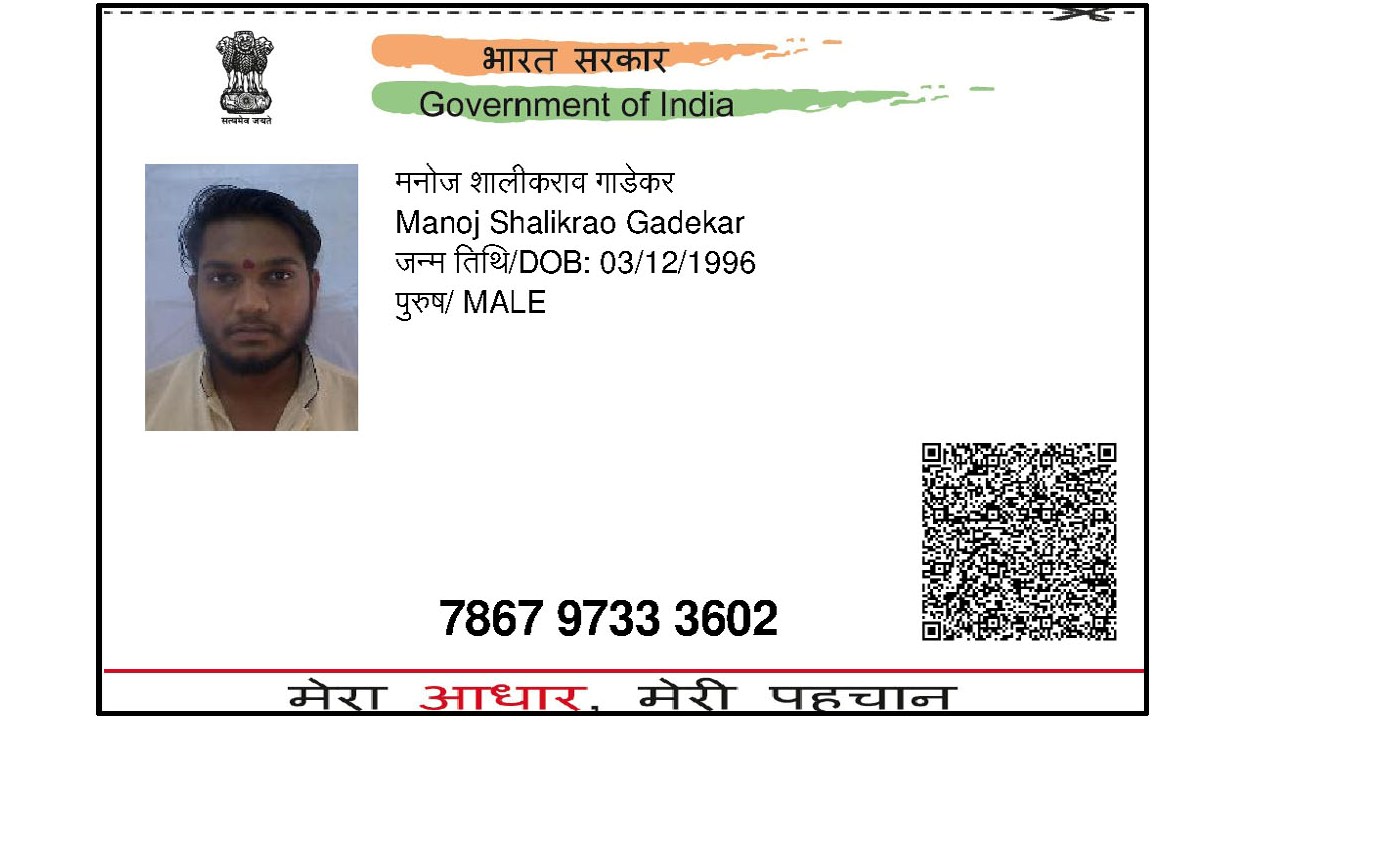 भारत सरकार
Government of India
सत्यमेव जयते
मनोज शालीकराव गाडेकर
Manoj Shalikrao Gadekar
जन्म तिथि/DOB: 03/12/1996
पुरुष/ MALE
7867 9733 3602
मेरा आधार, मेरी पहचान